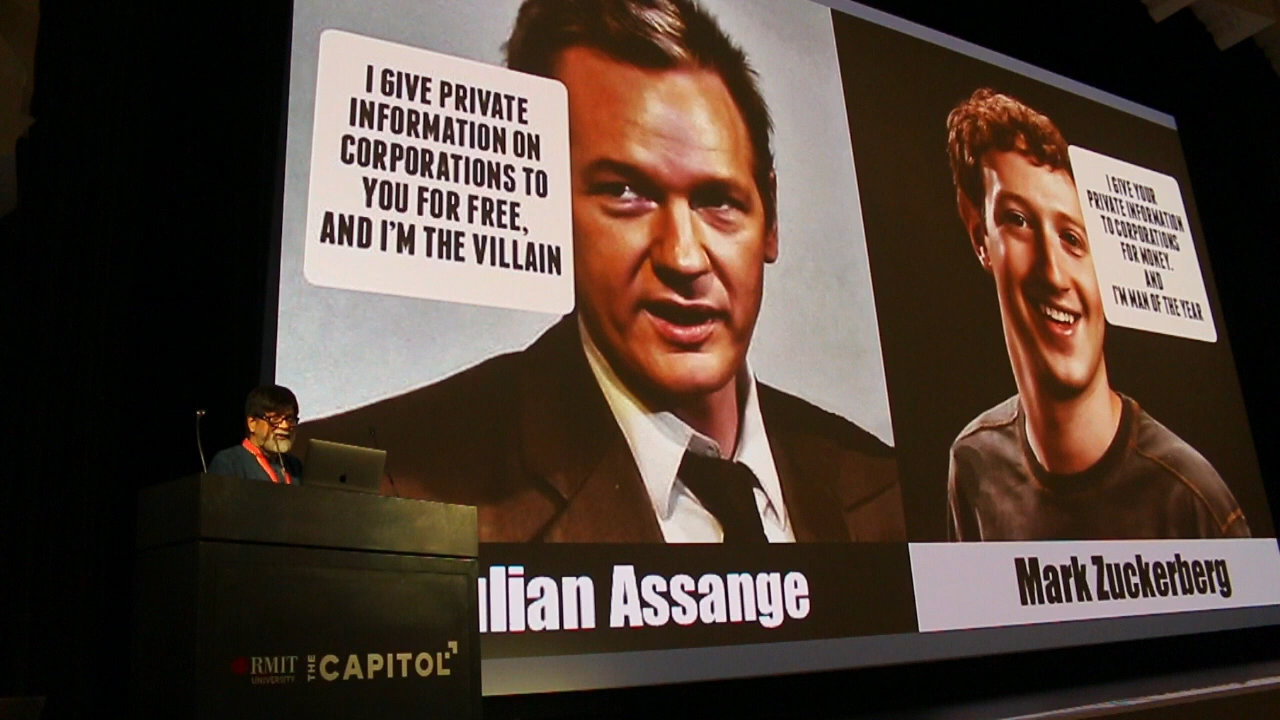 I GIVE PRIVATE
INFORMATION ON
CORPORATIONS TO
YOU FOR FREE,
AND I'M THE VILLAIN
I GIVE YOUR
PRIVATE INFORMATION
TO CORPORATIONS
FOR MONEY.
AND
I'M MAN OF THE YEAR
lian Assange
Mark Zuckerberg
RMIT
UNIVERSITY
THE CAPITOL